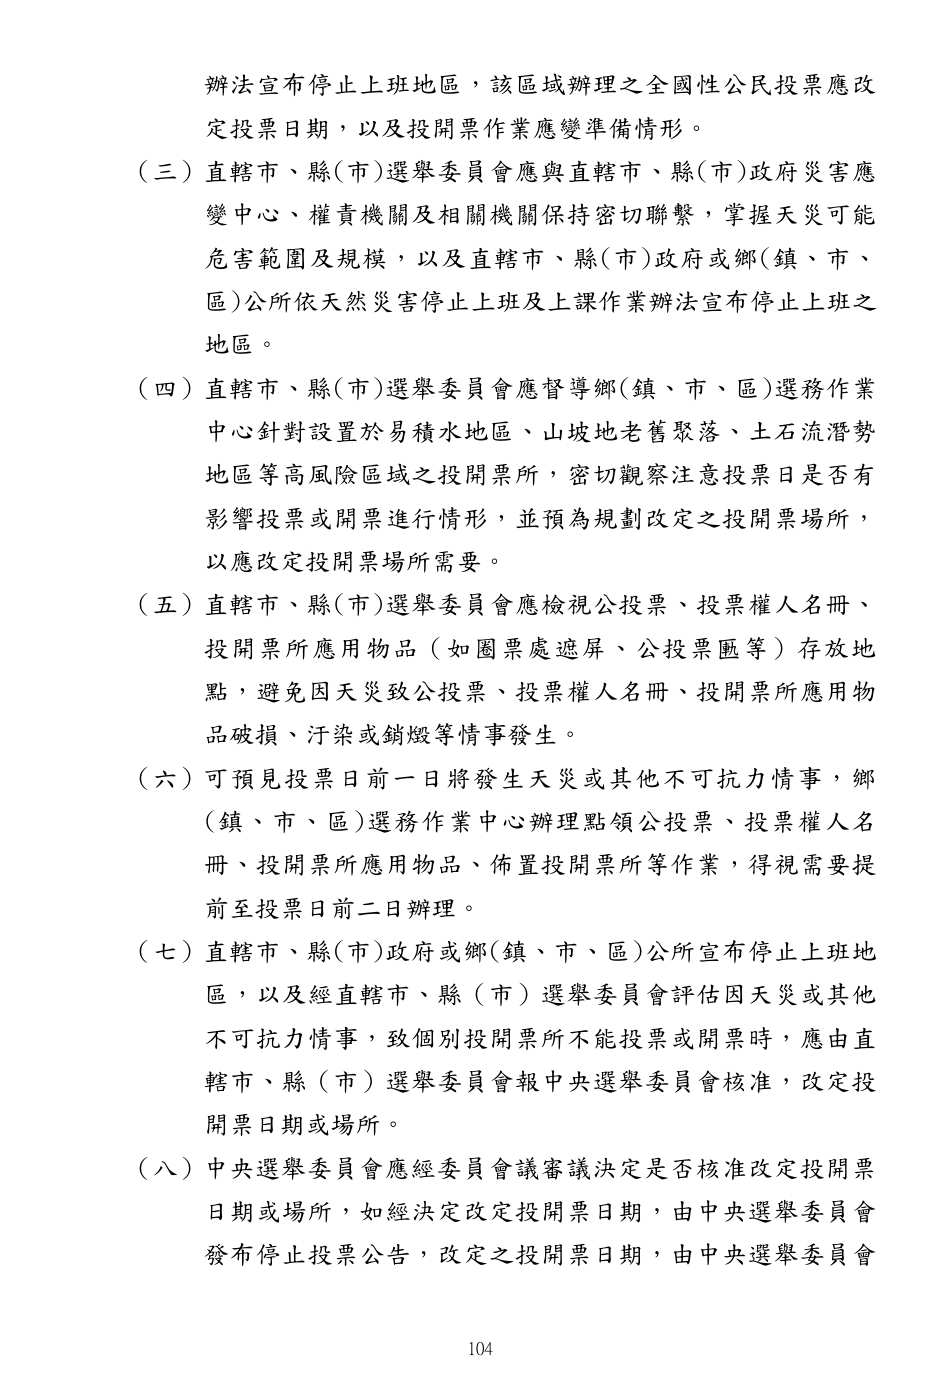 辦法宣布停止上班地區，該區域辦理之全國性公民投票應改
定投票日期，以及投開票作業應變準備情形。
（三）直轄市、縣(市)選舉委員會應與直轄市、縣(市)政府災害應
變中心、權責機關及相關機關保持密切聯繫，掌握天災可能
危害範圍及規模，以及直轄市、縣(市)政府或鄉(鎮、市、
區)公所依天然災害停止上班及上課作業辦法宣布停止上班之
地區。
（四）直轄市、縣(市)選舉委員會應督導鄉(鎮、市、區)選務作業
中心針對設置於易積水地區、山坡地老舊聚落、土石流潛勢
地區等高風險區域之投開票所，密切觀察注意投票日是否有
影響投票或開票進行情形，並預為規劃改定之投開票場所，
以應改定投開票場所需要。
（五）直轄市、縣(市)選舉委員會應檢視公投票、投票權人名冊、
投開票所應用物品（如圈票處遮屏、公投票匭等）存放地
點，避免因天災致公投票、投票權人名冊、投開票所應用物
品破損、汙染或銷燬等情事發生。
（六）可預見投票日前一日將發生天災或其他不可抗力情事，鄉
(鎮、市、區)選務作業中心辦理點領公投票、投票權人名
冊、投開票所應用物品、佈置投開票所等作業，得視需要提
前至投票日前二日辦理。
（七）直轄市、縣(市)政府或鄉(鎮、市、區)公所宣布停止上班地
區，以及經直轄市、縣（市）選舉委員會評估因天災或其他
不可抗力情事，致個別投開票所不能投票或開票時，應由直
轄市、縣（市）選舉委員會報中央選舉委員會核准，改定投
開票日期或場所。
（八）中央選舉委員會應經委員會議審議決定是否核准改定投開票
日期或場所，如經決定改定投開票日期，由中央選舉委員會
發布停止投票公告，改定之投開票日期，由中央選舉委員會
104